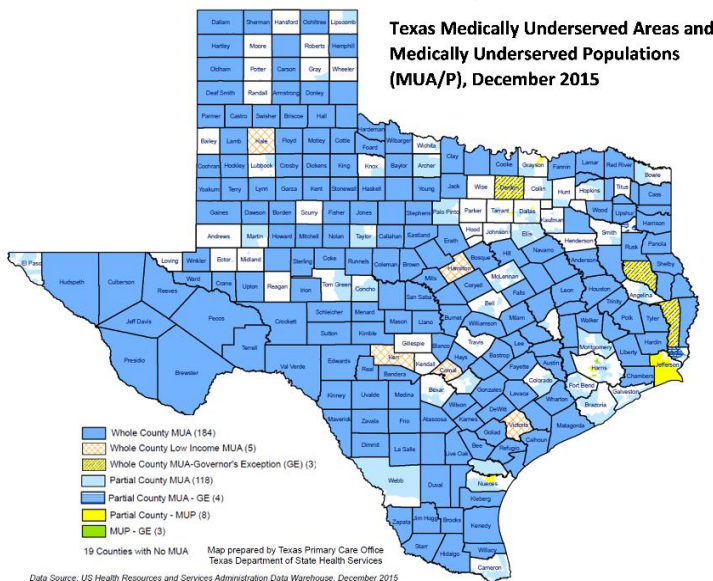 Texas Medically Underserved Areas and
Medically Underserved Populations
(MUA/P), December 2015
Dallam Sherman Hansford Ochiltree Lipscomb
Hartley Moore Roberts Hemphill
Oldham Potter Carson Gray Wheeler
Deaf Smith Randall Armstrong Donley
Parmer Castro Swisher Briscoe Hall
Bailey Lamb Hale Floyd Motley Cottle Hardeman Foard Wilbarger Wichita
Cochran Hockley Lubbock Crosby Dickens King Knox Baylor Archer Clay Cooke Grayson Fannin Lamar Red River Bowie
Yoakum Terry Lynn Garza Kent Stonewall Haskell Young Jack Wise Denton Collin Hunt Hopkins Titus Cass
Gaines Dawson Borden Scurry Fisher Jones Stephens Palo Pinto Parker Tarrant Dallas Kaufman Wood Upshur Harrison
Andrews Martin Howard Mitchell Nolan Taylor Callahan Eastland Erath Hood Johnson Ellis Henderson Smith Rusk Panola
El Paso Loving Winkler Ector Midland Sterling Coke Runnels Coleman Brown Hamilton Bosque Hill Navarro Anderson Shelby
Hudspeth Culberson Reeves Ward Crane Upton Reagan Irion Tom Green Concho Mills Coryell McLennan Falls Leon Houston Trinity Angelina
Jeff Davis Pecos Crockett Schleicher Menard San Saba Burnet Bell Milam Walker Polk Tyler
Sutton Kimble Mason Llano Williamson Lee Montgomery Liberty Hardin
Presidio Brewster Terrell Val Verde Edwards Gillespie Kerr Kendall Blanco Hays Travis Bastrop Fayette Austin Harris Chambers Jefferson
Real Banders Comal Bexar Gonzales Lavaca Colorado Fort Bend Galveston
Kinney Uvalde Medina Wilson DeWitt Wharton Brazoria
Maverick Zavala Frio Atascosa Karnes Goliad Victoria Matagorda
Dimmit La Salle Live Oak Bee Refugio Calhoun
Webb Duval Nueces
Kleberg
Zapata Jim Hogg Brooks Kenedy
Starr Hidalgo Willacy
Cameron
Whole County MUA (184)
Whole County Low Income MUA (5)
Whole County MUA-Governor's Exception (GE) (3)
Partial County MUA (118)
Partial County MUA - GE (4)
Partial County - MUP (8)
MUP - GE (3)
19 Counties with No MUA
Map prepared by Texas Primary Care Office
Texas Department of State Health Services
Data Source: US Health Resources and Services Administration Data Warehouse, December 2015